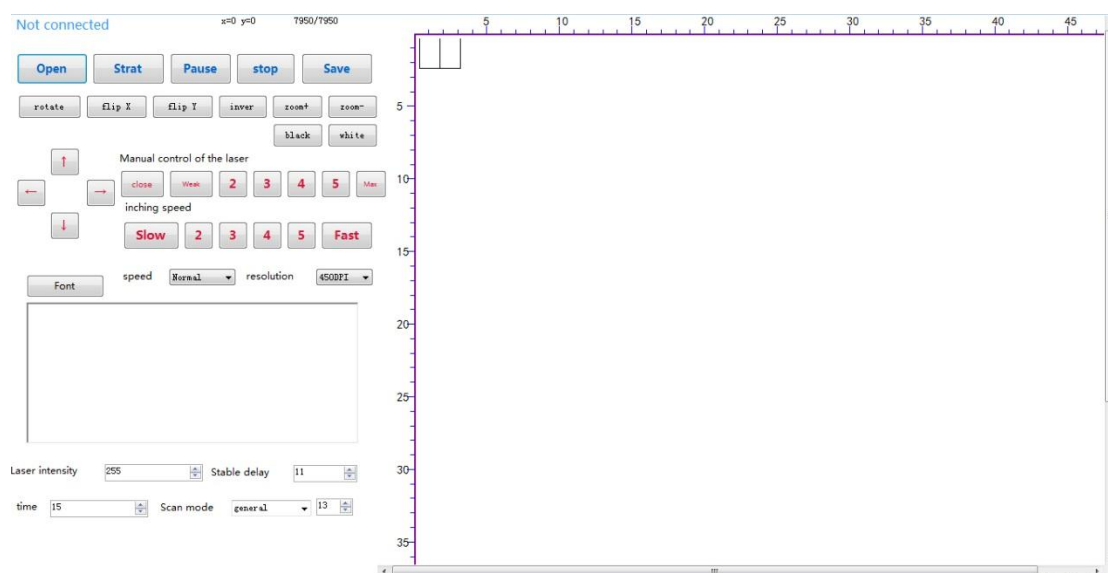 Not connected x=0 y=0 7950/7950
5 10 15 20 25 30 35 40 45
Open Strat Pause stop Save
rotate flip X flip Y inver zoom+ zoom-
5
black white
↑ Manual control of the laser
← → close Weak 2 3 4 5 Max
10
inching speed
↓ Slow 2 3 4 5 Fast
15
Font speed Normal resolution 450DPI
20
25
Laser intensity 255 Stable delay 11
30
time 15 Scan mode general 13
35